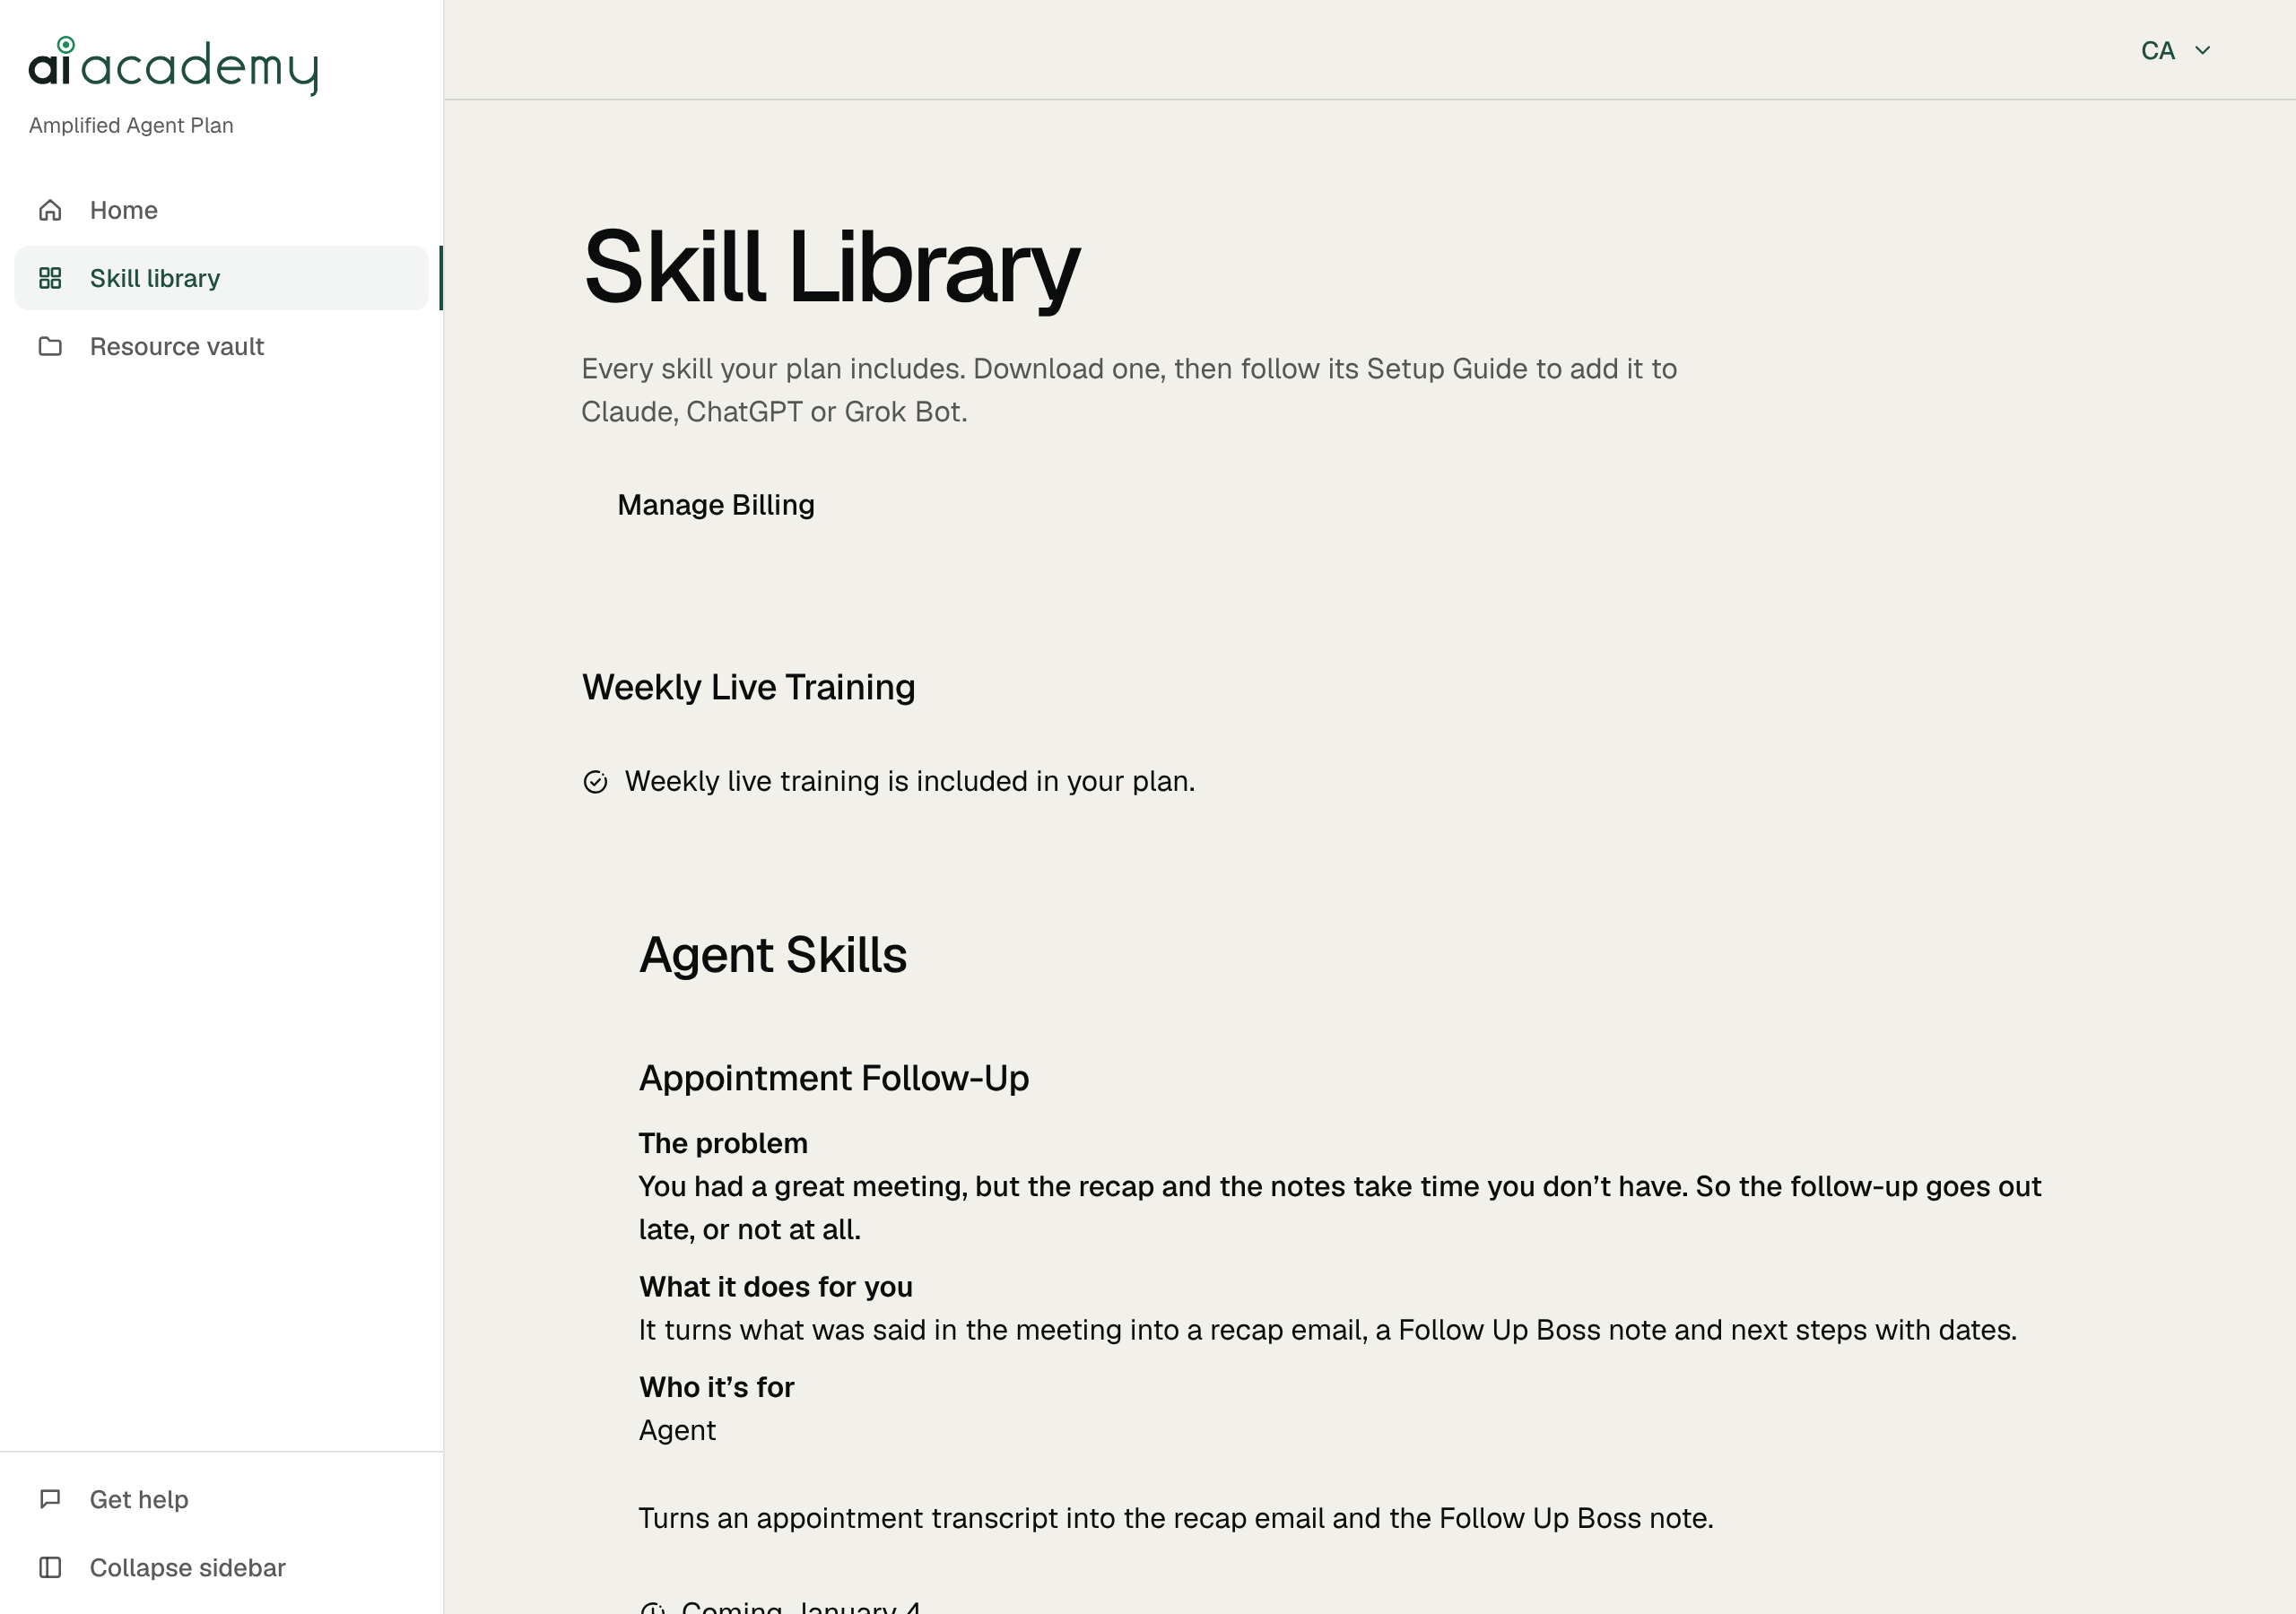 ai academy
Amplified Agent Plan
Home
Skill library
Resource vault
Get help
Collapse sidebar
CA
Skill Library
Every skill your plan includes. Download one, then follow its Setup Guide to add it to
Claude, ChatGPT or Grok Bot.
Manage Billing
Weekly Live Training
Weekly live training is included in your plan.
Agent Skills
Appointment Follow-Up
The problem
You had a great meeting, but the recap and the notes take time you don’t have. So the follow-up goes out
late, or not at all.
What it does for you
It turns what was said in the meeting into a recap email, a Follow Up Boss note and next steps with dates.
Who it’s for
Agent
Turns an appointment transcript into the recap email and the Follow Up Boss note.
Coming January 4